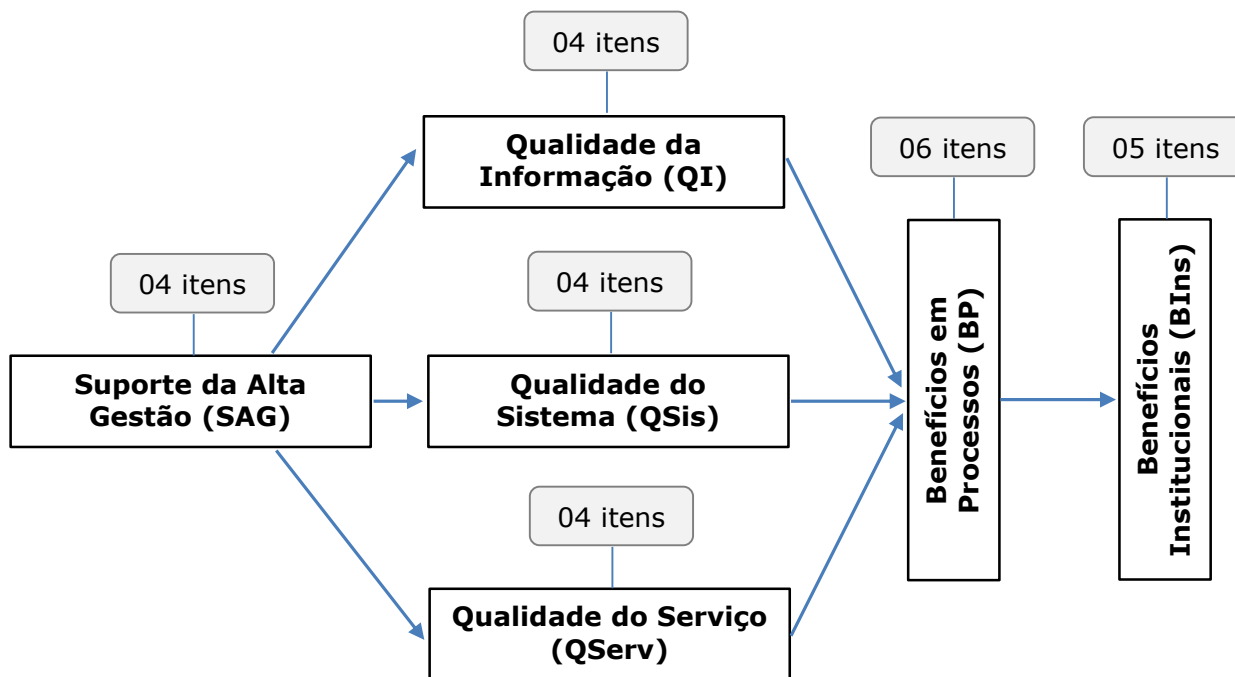 04 itens
Qualidade da
Informação (QI)
06 itens
05 itens
04 itens
Suporte da Alta
Gestão (SAG)
04 itens
Qualidade do
Sistema (QSis)
04 itens
Qualidade do Serviço
(QServ)
Benefícios em
Processos (BP)
Benefícios
Institucionais (BIns)